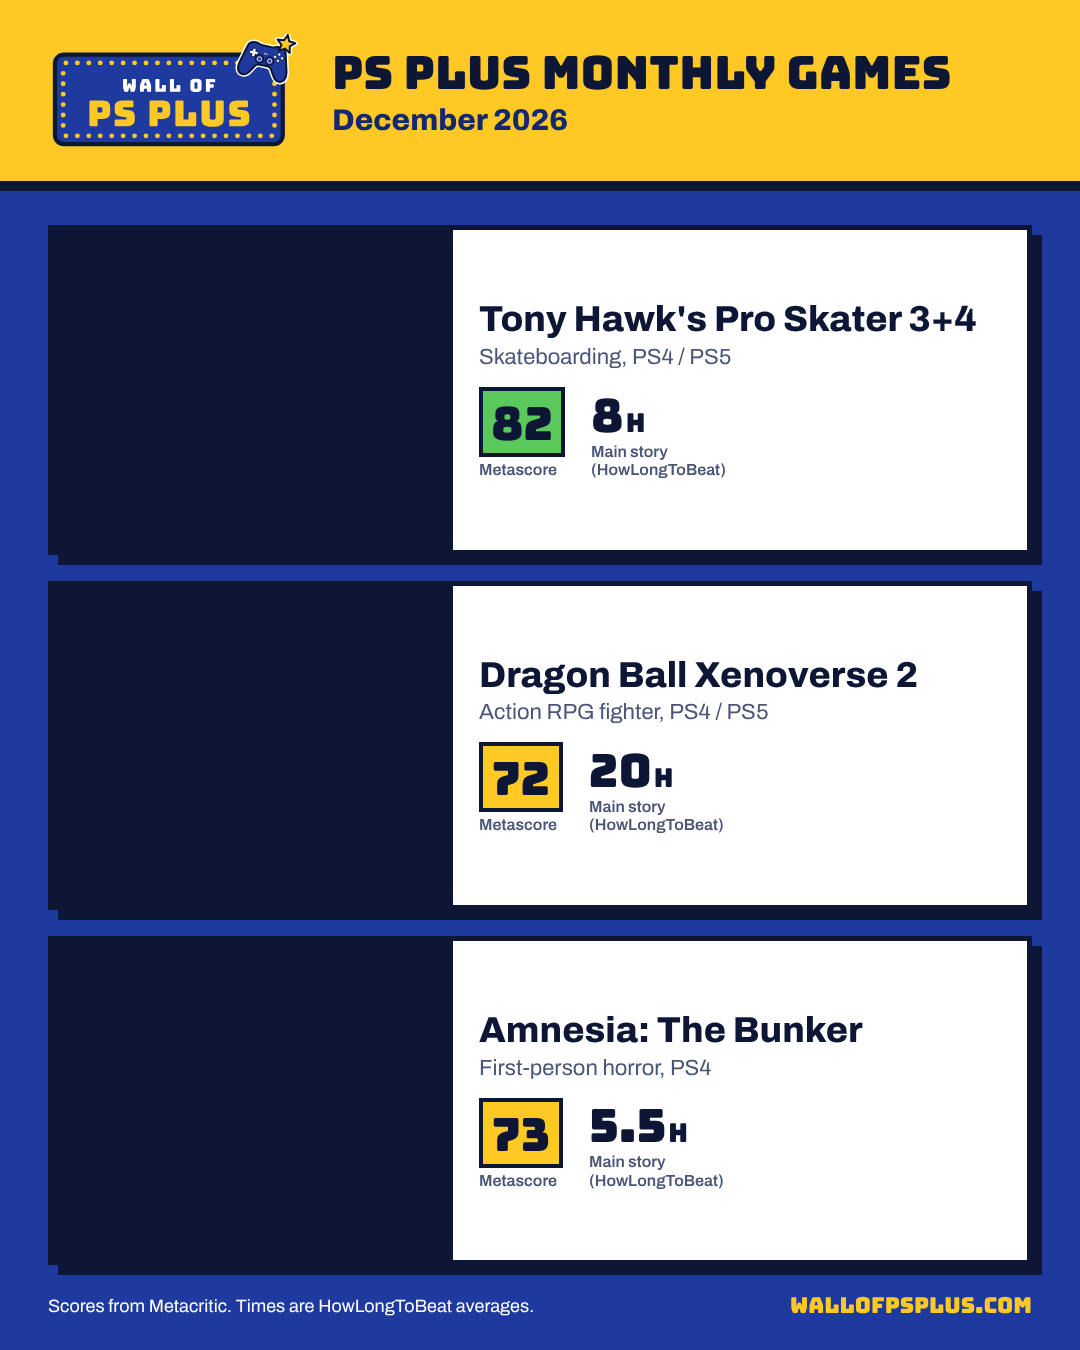 WALL OF
PS PLUS
PS PLUS MONTHLY GAMES
December 2026
Tony Hawk's Pro Skater 3+4
Skateboarding, PS4 / PS5
82
Metascore
8H
Main story
(HowLongToBeat)
Dragon Ball Xenoverse 2
Action RPG fighter, PS4 / PS5
72
Metascore
20H
Main story
(HowLongToBeat)
Amnesia: The Bunker
First-person horror, PS4
73
Metascore
5.5H
Main story
(HowLongToBeat)
Scores from Metacritic. Times are HowLongToBeat averages.
WALLOFPSPLUS.COM